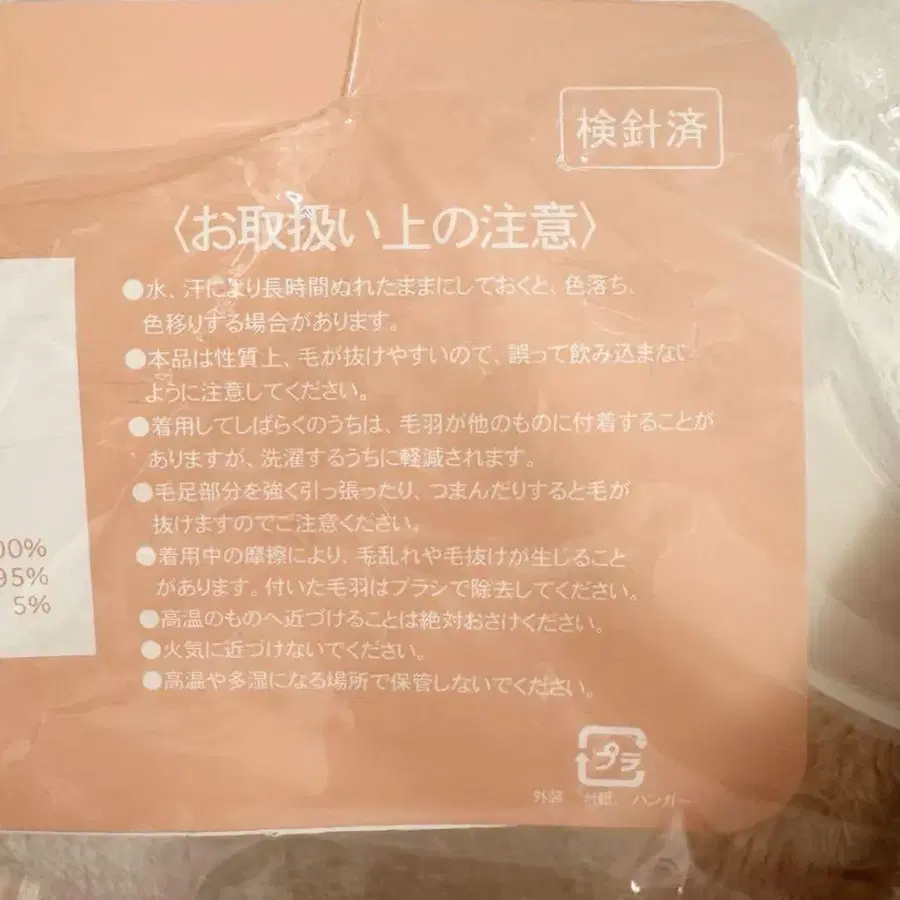 検針済
〈お取扱い上の注意〉
●水、汗により長時間ぬれたままにしておくと、色落ち、
色移りする場合があります。
●本品は性質上、毛が抜けやすいので、誤って飲み込まない
ように注意してください。
●着用してしばらくのうちは、毛羽が他のものに付着することが
ありますが、洗濯するうちに軽減されます。
●毛足部分を強く引っ張ったり、つまんだりすると毛が
抜けますのでご注意ください。
●着用中の摩擦により、毛乱れや毛抜けが生じること
があります。付いた毛羽はブラシで除去してください。
00%
95%
5%
●高温のものへ近づけることは絶対おさけください。
●火気に近づけないでください。
●高温や多湿になる場所で保管しないでください。
プラ
外装 付紙、ハンガー